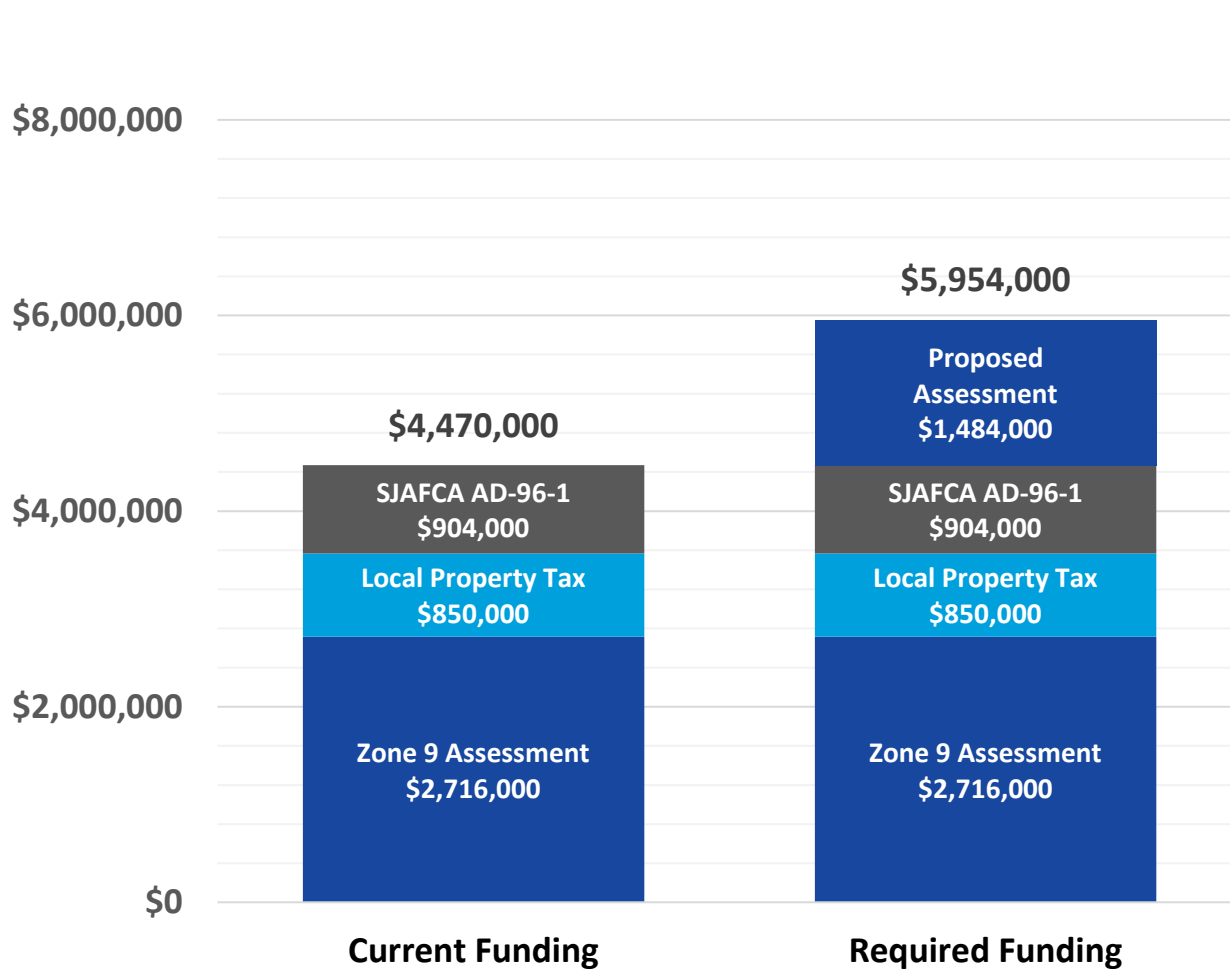 $8,000,000
$6,000,000
$4,000,000
$2,000,000
$0
$4,470,000
SJAFCA AD-96-1
$904,000
Local Property Tax
$850,000
Zone 9 Assessment
$2,716,000
Current Funding
$5,954,000
Proposed
Assessment
$1,484,000
SJAFCA AD-96-1
$904,000
Local Property Tax
$850,000
Zone 9 Assessment
$2,716,000
Required Funding